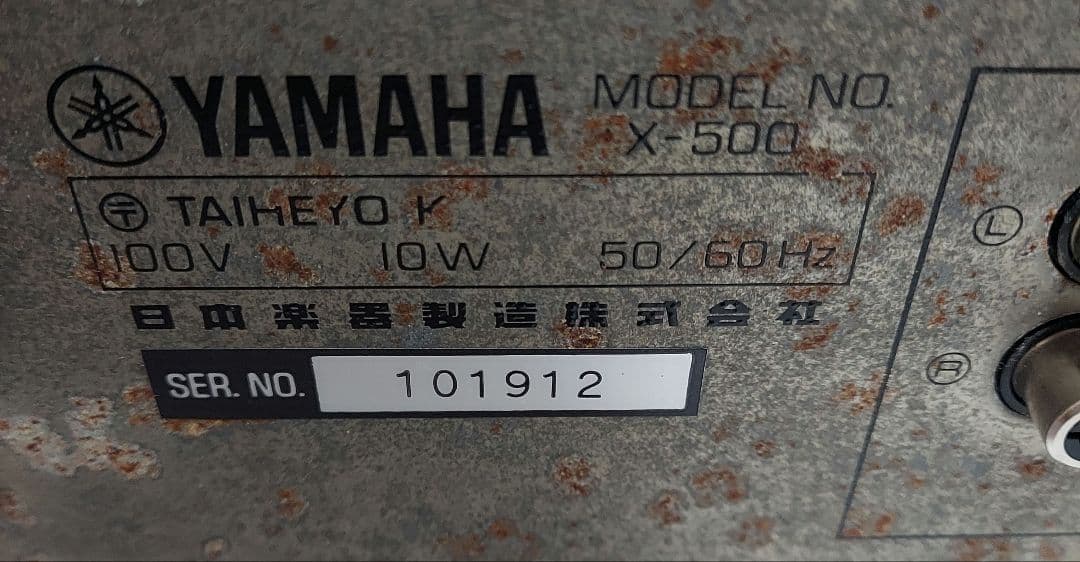 YAMAHA MODEL NO.
X-500
〒 TAIHEYO K
100V 10W 50/60Hz
日本楽器製造株式会社
SER. NO. 101912
L
R